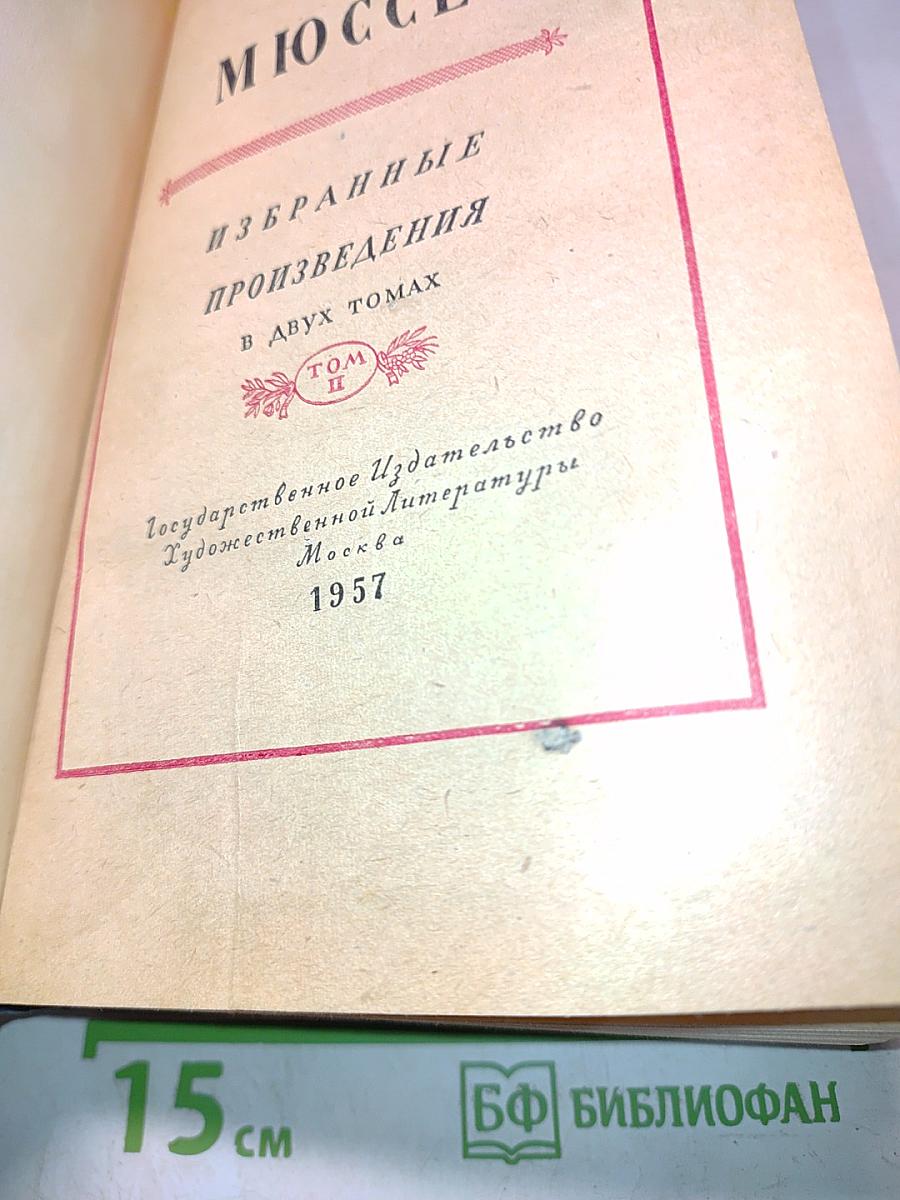 МЮССЕ
ИЗБРАННЫЕ
ПРОИЗВЕДЕНИЯ
В ДВУХ ТОМАХ
ТОМ
II
Государственное Издательство
Художественной Литературы
Москва
1957
15 см
БФ БИБЛИОФАН